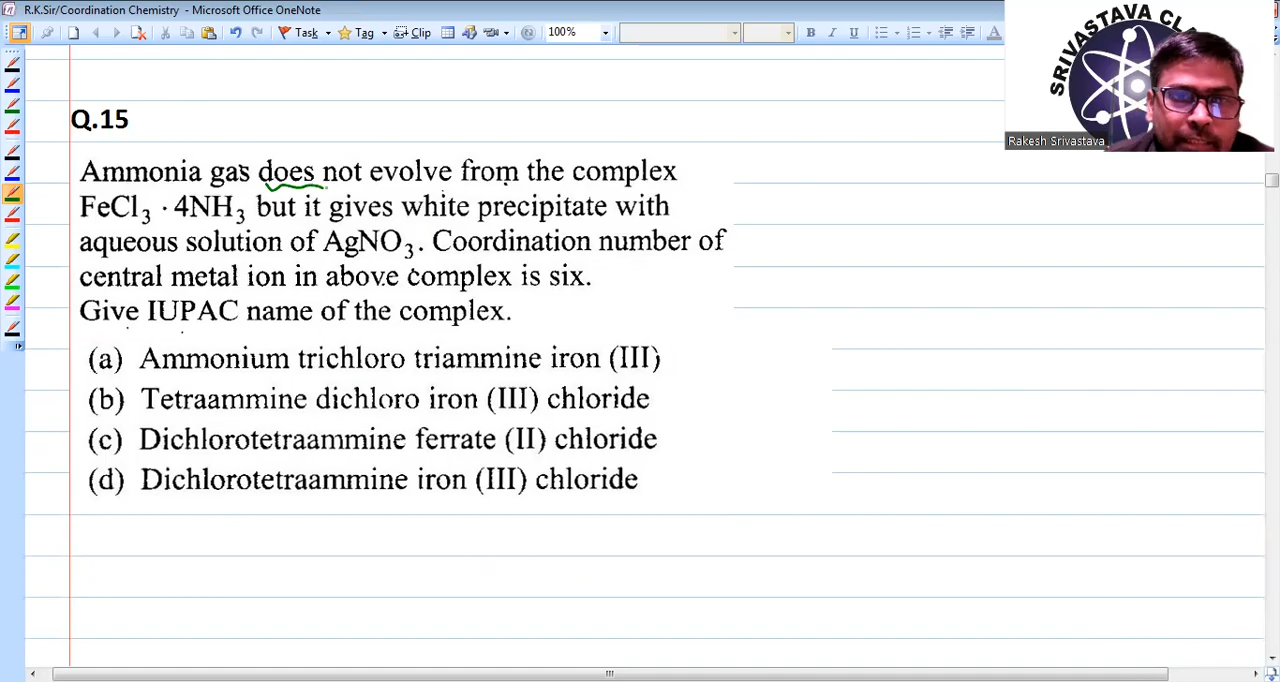 R.K.Sir/Coordination Chemistry - Microsoft Office OneNote
Task Tag Clip 100% B I U A
SRIVASTAVA CL
Rakesh Srivastava
Q.15
Ammonia gas does not evolve from the complex
FeCl₃ · 4NH₃ but it gives white precipitate with
aqueous solution of AgNO₃. Coordination number of
central metal ion in above complex is six.
Give IUPAC name of the complex.
(a) Ammonium trichloro triammine iron (III)
(b) Tetraammine dichloro iron (III) chloride
(c) Dichlorotetraammine ferrate (II) chloride
(d) Dichlorotetraammine iron (III) chloride